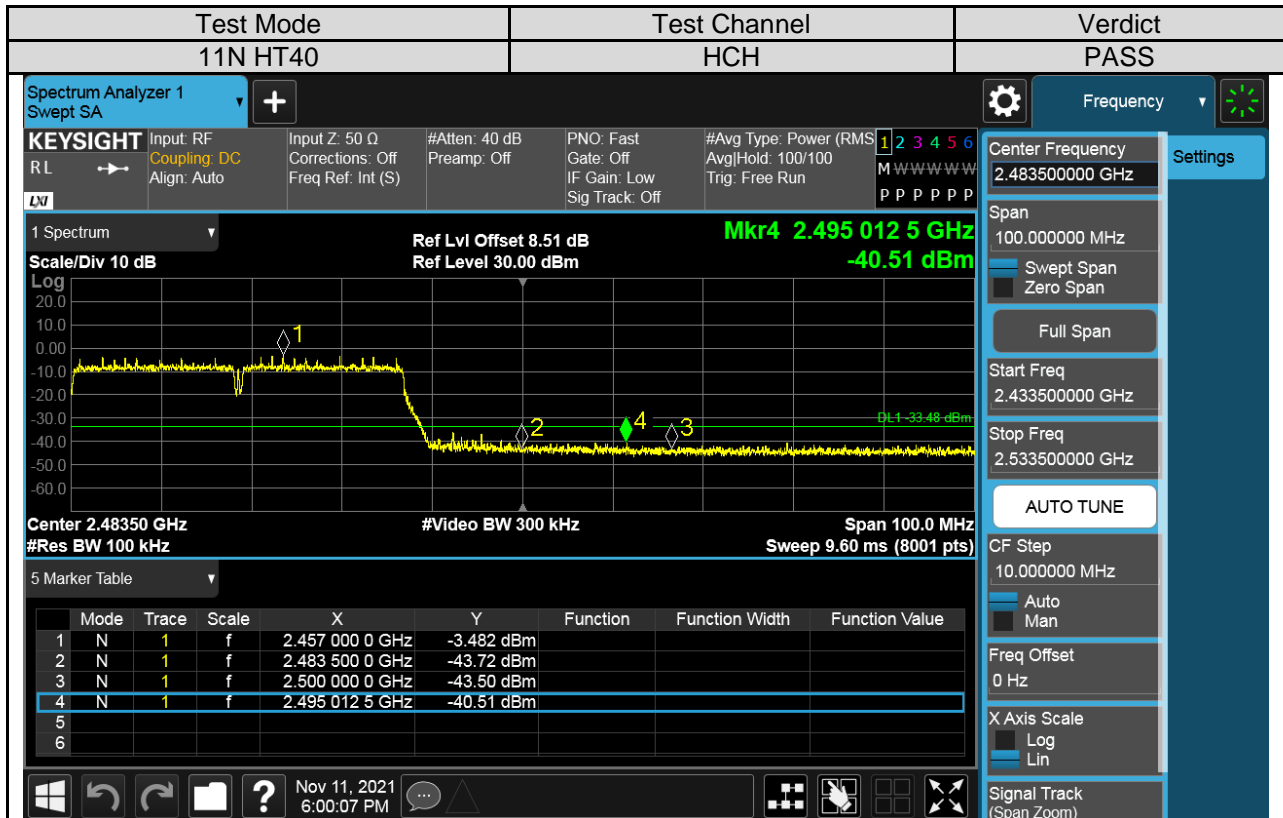 Test Mode Test Channel Verdict
11N HT40 HCH PASS
Spectrum Analyzer 1
Swept SA
+
Frequency
KEYSIGHT Input: RF Input Z: 50 Ω #Atten: 40 dB PNO: Fast #Avg Type: Power (RMS 1 2 3 4 5 6
RL Coupling: DC Corrections: Off Preamp: Off Gate: Off Avg|Hold: 100/100 M W W W W W
Align: Auto Freq Ref: Int (S) IF Gain: Low Trig: Free Run
LXI Sig Track: Off P P P P P P
1 Spectrum Ref Lvl Offset 8.51 dB Mkr4 2.495 012 5 GHz
Scale/Div 10 dB Ref Level 30.00 dBm -40.51 dBm
Log
20.0
10.0
0.00
-10.0
-20.0
-30.0
-40.0
-50.0
-60.0
1
2
4
3
DL1 -33.48 dBm
Center 2.48350 GHz #Video BW 300 kHz Span 100.0 MHz
#Res BW 100 kHz Sweep 9.60 ms (8001 pts)
5 Marker Table
Mode Trace Scale X Y Function Function Width Function Value
1 N 1 f 2.457 000 0 GHz -3.482 dBm
2 N 1 f 2.483 500 0 GHz -43.72 dBm
3 N 1 f 2.500 000 0 GHz -43.50 dBm
4 N 1 f 2.495 012 5 GHz -40.51 dBm
5
6
? Nov 11, 2021
6:00:07 PM
Center Frequency
2.483500000 GHz
Settings
Span
100.000000 MHz
Swept Span
Zero Span
Full Span
Start Freq
2.433500000 GHz
Stop Freq
2.533500000 GHz
AUTO TUNE
CF Step
10.000000 MHz
Auto
Man
Freq Offset
0 Hz
X Axis Scale
Log
Lin
Signal Track
(Span Zoom)